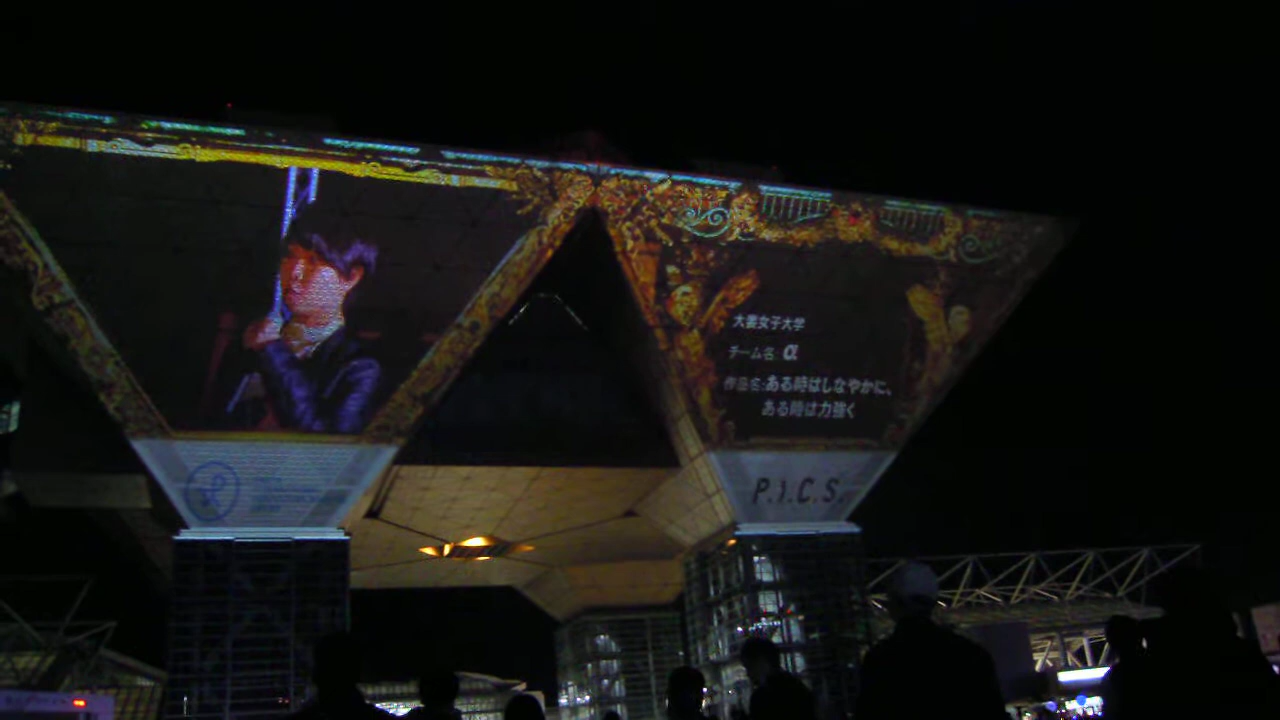 大妻女子大学
チーム名: α
作品名:ある時はしなやかに、
ある時は力強く
P.I.C.S.